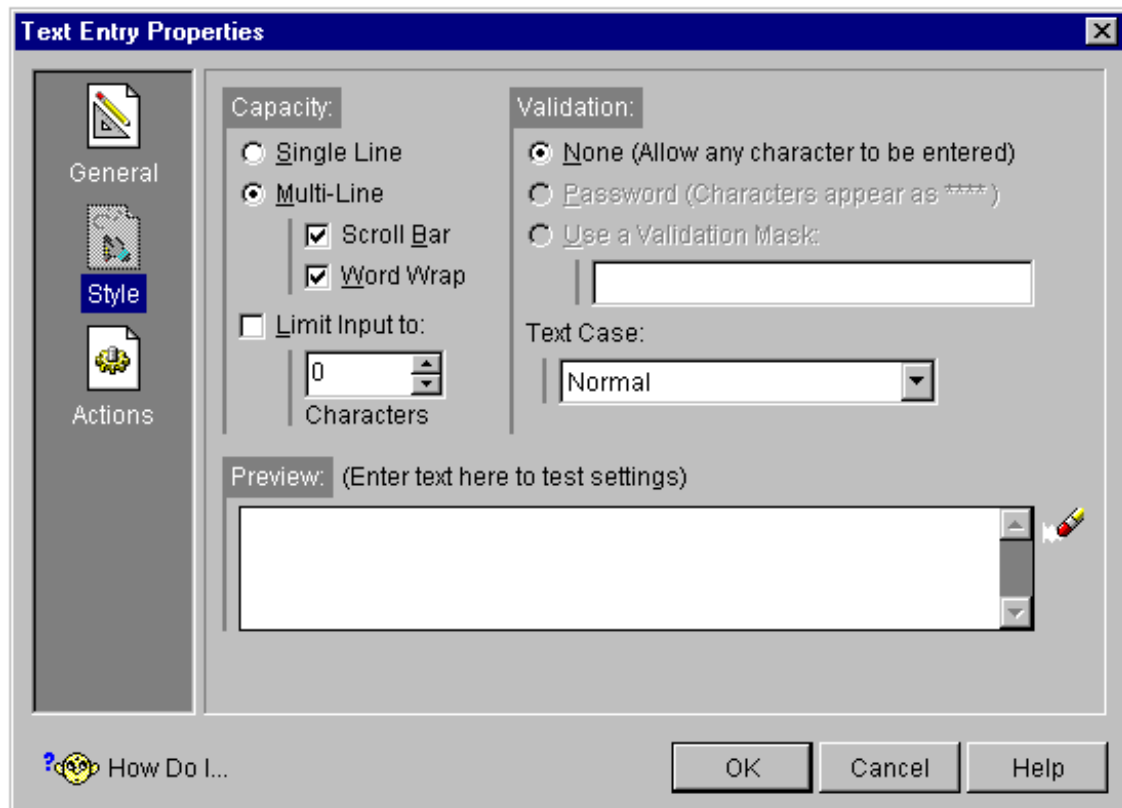 Text Entry Properties
General
Style
Actions
Capacity:
Single Line
Multi-Line
Scroll Bar
Word Wrap
Limit Input to:
0
Characters
Validation:
None (Allow any character to be entered)
Password (Characters appear as **** )
Use a Validation Mask:
Text Case:
Normal
Preview: (Enter text here to test settings)
? How Do I...
OK
Cancel
Help